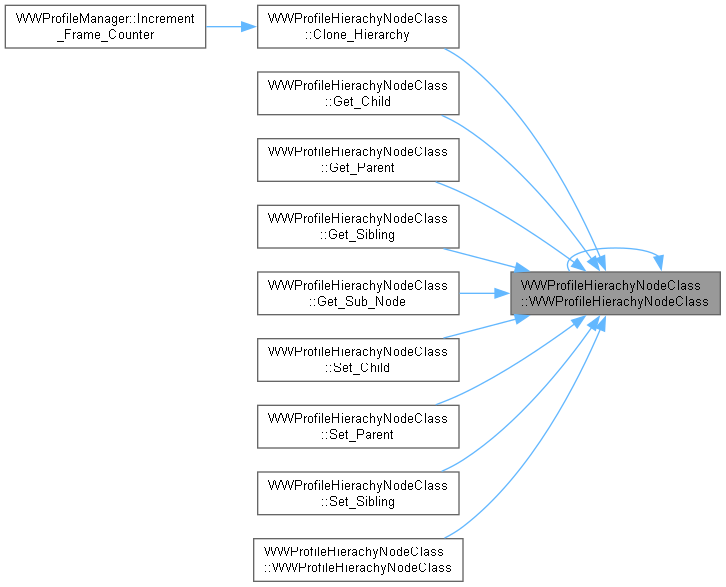 WWProfileManager::Increment
_Frame_Counter
WWProfileHierachyNodeClass
::Clone_Hierarchy
WWProfileHierachyNodeClass
::Get_Child
WWProfileHierachyNodeClass
::Get_Parent
WWProfileHierachyNodeClass
::Get_Sibling
WWProfileHierachyNodeClass
::Get_Sub_Node
WWProfileHierachyNodeClass
::Set_Child
WWProfileHierachyNodeClass
::Set_Parent
WWProfileHierachyNodeClass
::Set_Sibling
WWProfileHierachyNodeClass
::WWProfileHierachyNodeClass
WWProfileHierachyNodeClass
::WWProfileHierachyNodeClass